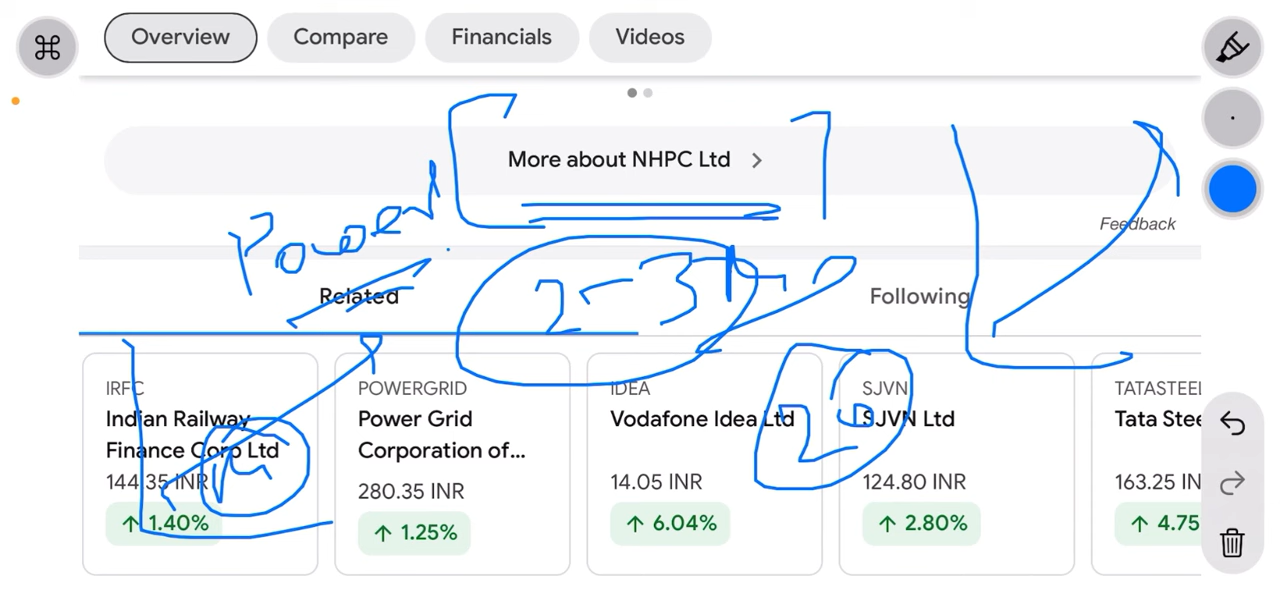 Overview Compare Financials Videos
More about NHPC Ltd
Power
Feedback
Related Following
2-3
IRFC POWERGRID IDEA SJVN TATASTEEL
Indian Railway Power Grid Vodafone Idea Ltd SJVN Ltd Tata Stee
Finance Corp Ltd Corporation of...
144.35 INR 280.35 INR 14.05 INR 124.80 INR 163.25 IN
↑ 1.40% ↑ 1.25% ↑ 6.04% ↑ 2.80% ↑ 4.75